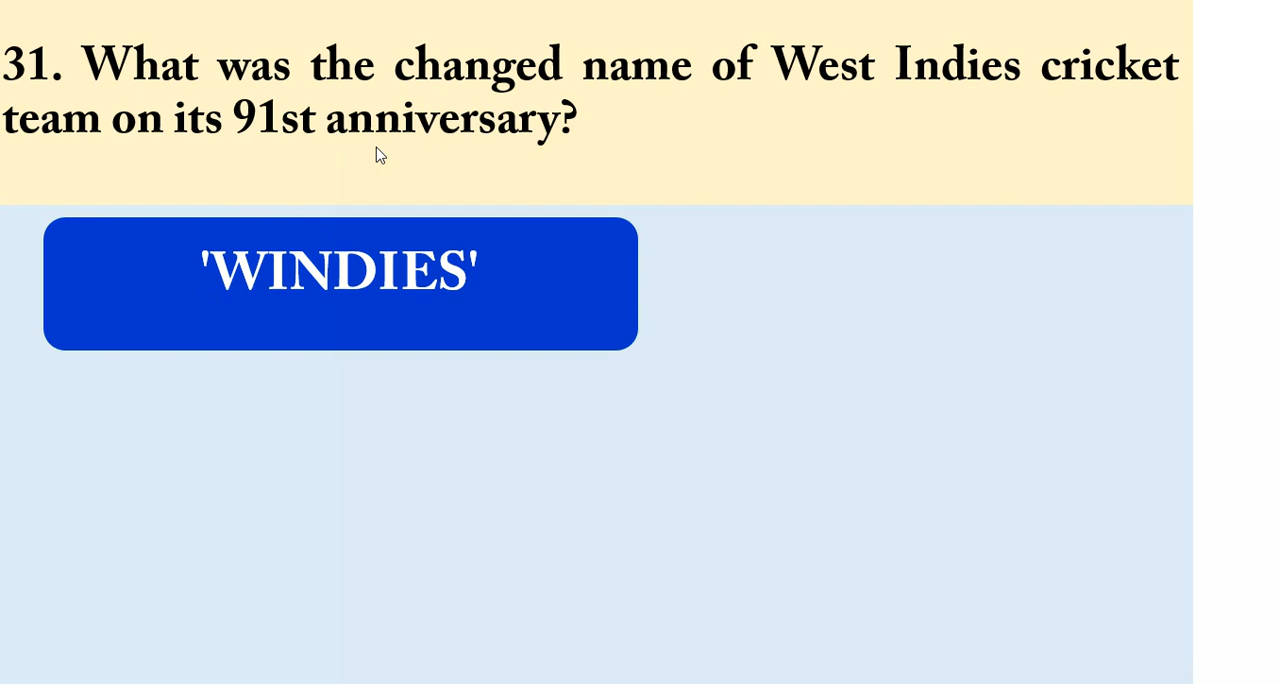 31. What was the changed name of West Indies cricket
team on its 91st anniversary?
'WINDIES'